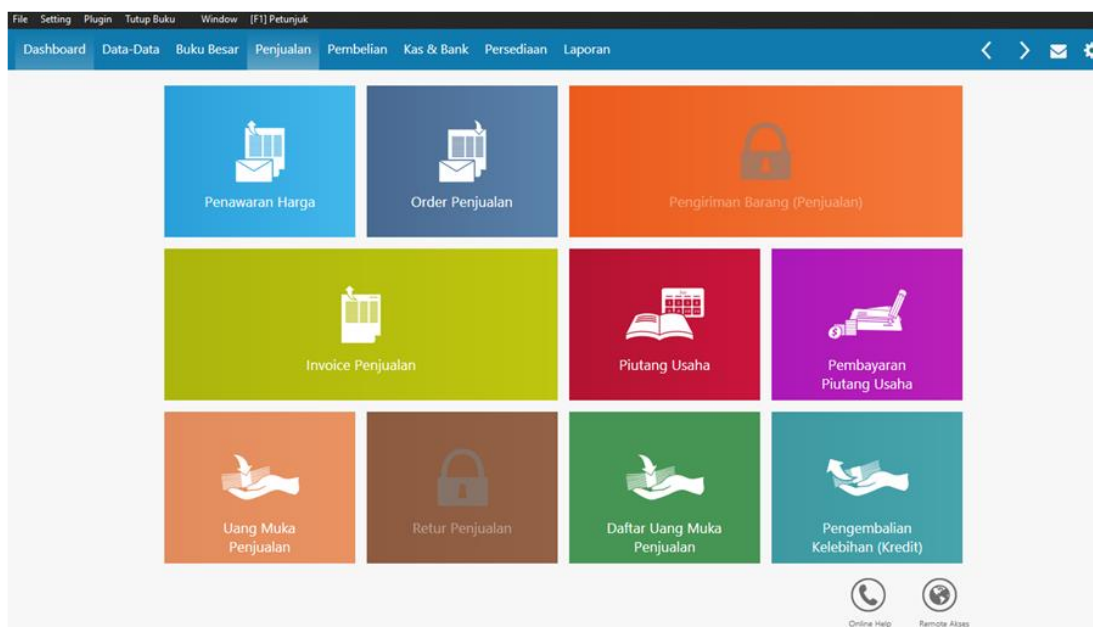 File Setting Plugin Tutup Buku Window [F1] Petunjuk
Dashboard Data-Data Buku Besar Penjualan Pembelian Kas & Bank Persediaan Laporan
Penawaran Harga Order Penjualan Pengiriman Barang (Penjualan)
Invoice Penjualan Piutang Usaha Pembayaran
Piutang Usaha
Uang Muka
Penjualan
Retur Penjualan
Daftar Uang Muka
Penjualan
Pengembalian
Kelebihan (Kredit)
Online Help Remote Akses